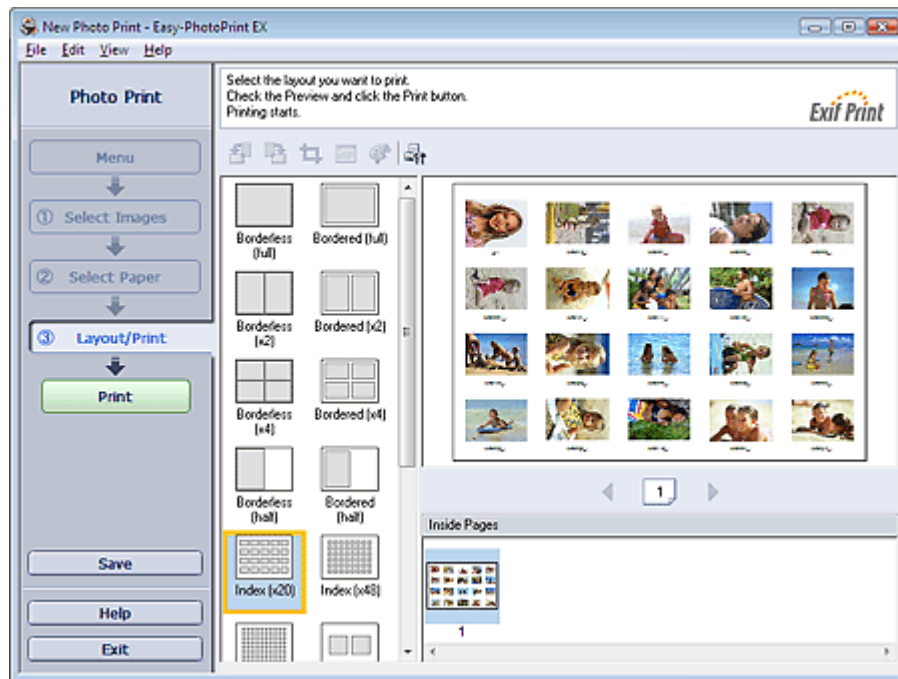 New Photo Print - Easy-PhotoPrint EX
File Edit View Help
Photo Print
Select the layout you want to print.
Check the Preview and click the Print button.
Printing starts.
Exif Print
Menu
① Select Images
② Select Paper
③ Layout/Print
Print
Save
Help
Exit
Borderless (full)
Bordered (full)
Borderless (x2)
Bordered (x2)
Borderless (x4)
Bordered (x4)
Borderless (half)
Bordered (half)
Index (x20)
Index (x48)
1
Inside Pages
1